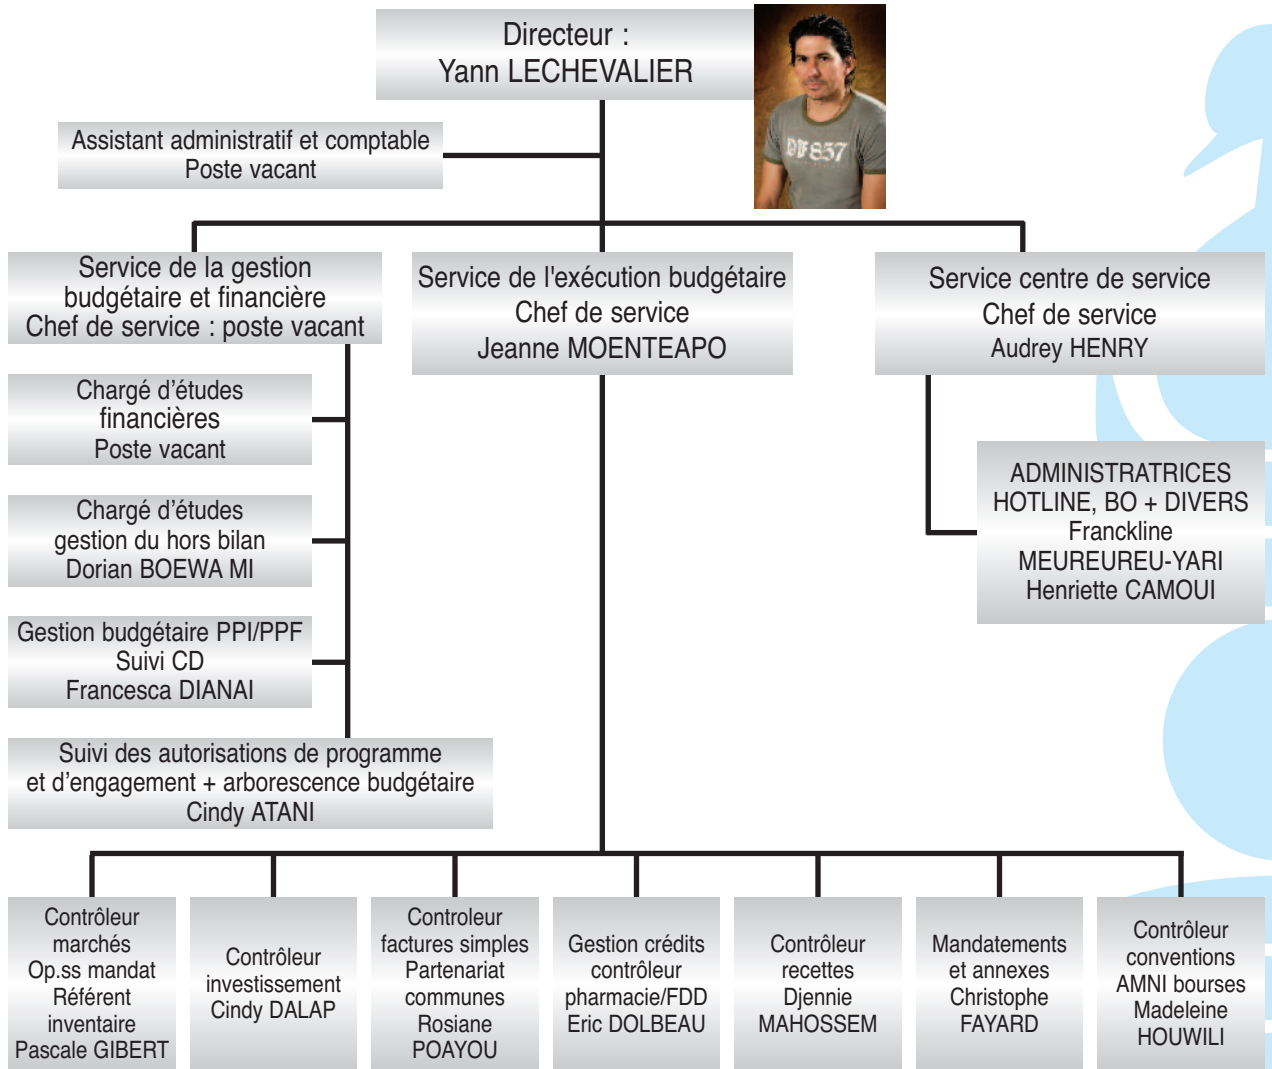 Directeur :
Yann LECHEVALIER
DF857
Assistant administratif et comptable
Poste vacant
Service de la gestion
budgétaire et financière
Chef de service : poste vacant
Service de l'exécution budgétaire
Chef de service
Jeanne MOENTEAPO
Service centre de service
Chef de service
Audrey HENRY
Chargé d’études
financières
Poste vacant
Chargé d’études
gestion du hors bilan
Dorian BOEWA MI
Gestion budgétaire PPI/PPF
Suivi CD
Francesca DIANAI
Suivi des autorisations de programme
et d’engagement + arborescence budgétaire
Cindy ATANI
ADMINISTRATRICES
HOTLINE, BO + DIVERS
Franckline
MEUREUREU-YARI
Henriette CAMOUI
Contrôleur
marchés
Op.ss mandat
Référent
inventaire
Pascale GIBERT
Contrôleur
investissement
Cindy DALAP
Controleur
factures simples
Partenariat
communes
Rosiane
POAYOU
Gestion crédits
contrôleur
pharmacie/FDD
Eric DOLBEAU
Contrôleur
recettes
Djennie
MAHOSSEM
Mandatements
et annexes
Christophe
FAYARD
Contrôleur
conventions
AMNI bourses
Madeleine
HOUWILI